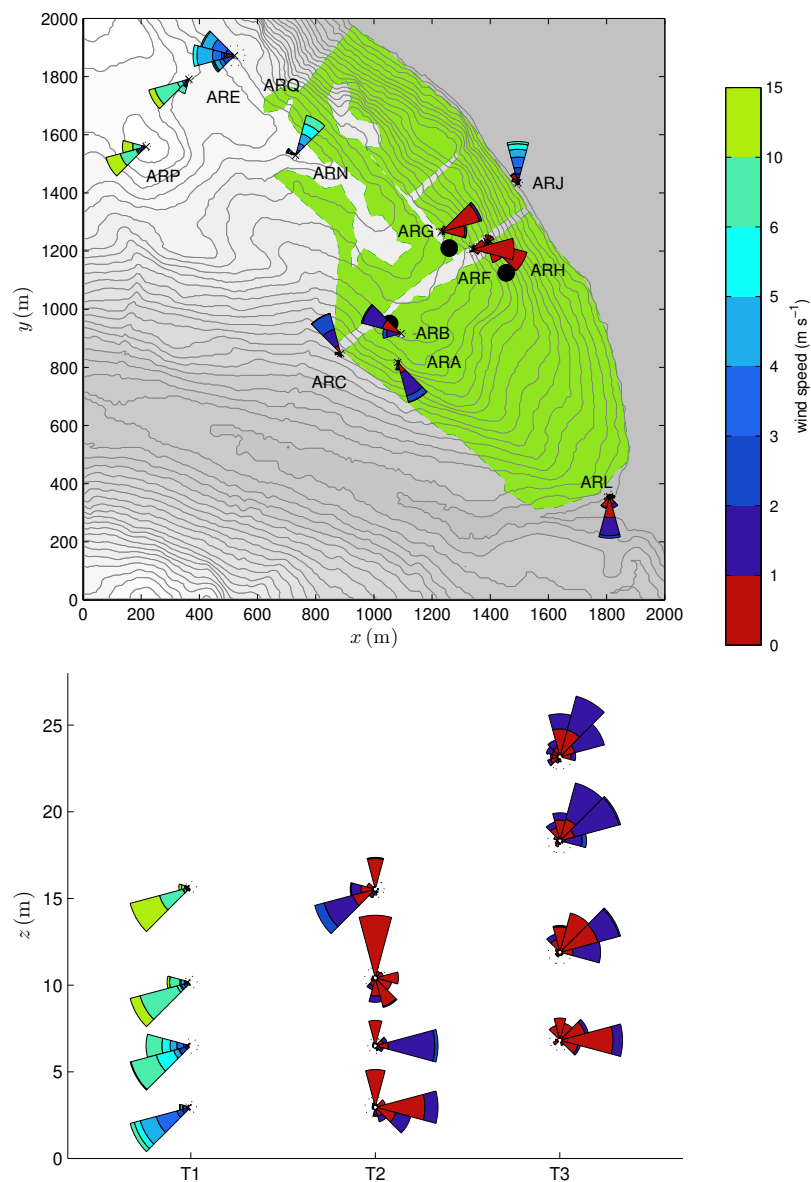 2000
1800
1600
1400
1200
1000
800
600
400
200
0
y (m)
0 200 400 600 800 1000 1200 1400 1600 1800 2000
x (m)
ARQ
ARE
ARP
ARN
ARJ
ARG
ARF
ARH
ARB
ARA
ARC
ARL
15
10
6
5
4
3
2
1
0
wind speed (m s⁻¹)
25
20
15
10
5
0
z (m)
T1 T2 T3